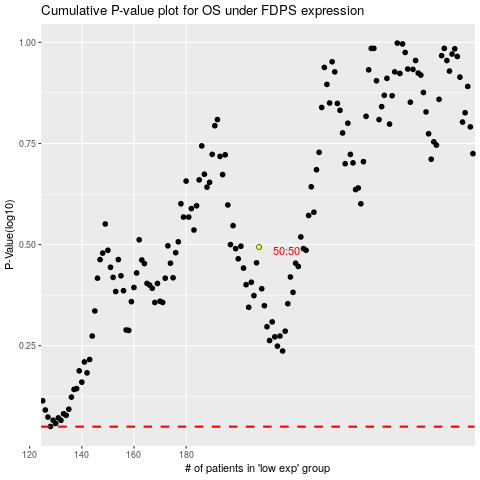 Cumulative P-value plot for OS under FDPS expression
P-Value(log10)
1.00
0.75
0.50
0.25
50:50
120 140 160 180
# of patients in 'low exp' group